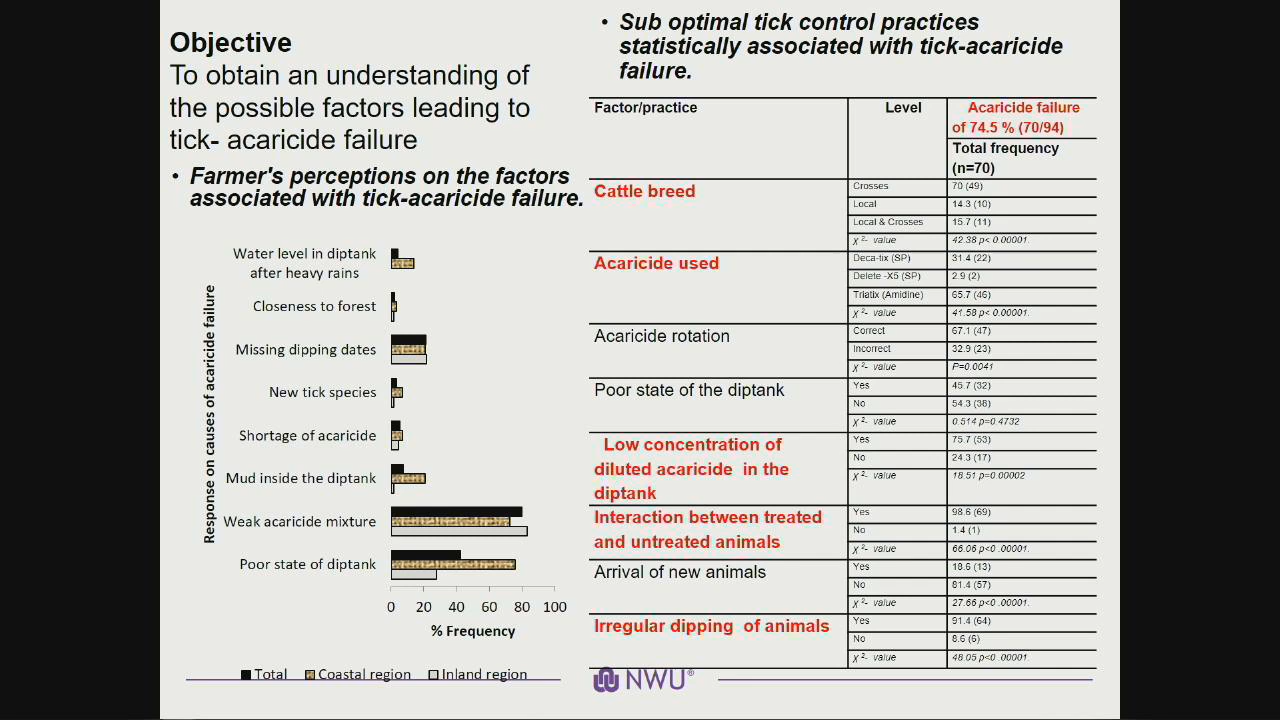 Objective
To obtain an understanding of
the possible factors leading to
tick- acaricide failure
• Farmer's perceptions on the factors
associated with tick-acaricide failure.
Response on causes of acaricide failure
Water level in diptank
after heavy rains
Closeness to forest
Missing dipping dates
New tick species
Shortage of acaricide
Mud inside the diptank
Weak acaricide mixture
Poor state of diptank
0 20 40 60 80 100
% Frequency
Total Coastal region Inland region
• Sub optimal tick control practices
statistically associated with tick-acaricide
failure.
Factor/practice Level Acaricide failure
of 74.5 % (70/94)
Total frequency
(n=70)
Cattle breed Crosses 70 (49)
Local 14.3 (10)
Local & Crosses 15.7 (11)
χ 2- value 42.38 p< 0.00001.
Acaricide used Deca-tix (SP) 31.4 (22)
Delete -X5 (SP) 2.9 (2)
Triatix (Amidine) 65.7 (46)
χ 2- value 41.58 p< 0.00001.
Acaricide rotation Correct 67.1 (47)
Incorrect 32.9 (23)
χ 2- value P=0.0041
Poor state of the diptank Yes 45.7 (32)
No 54.3 (38)
χ 2- value 0.514 p=0.4732
Low concentration of Yes 75.7 (53)
diluted acaricide in the No 24.3 (17)
diptank χ 2- value 18.51 p=0.00002
Interaction between treated Yes 98.6 (69)
and untreated animals No 1.4 (1)
χ 2- value 66.06 p<0 .00001.
Arrival of new animals Yes 18.6 (13)
No 81.4 (57)
χ 2- value 27.66 p<0 .00001.
Irregular dipping of animals Yes 91.4 (64)
No 8.6 (6)
χ 2- value 48.05 p<0 .00001.
NWU®